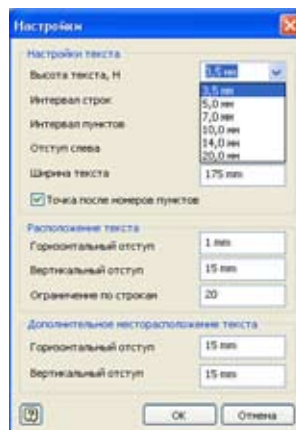 Настройки
Настройки текста
Высота текста, H
3,5 мм
3,5 мм
5,0 мм
7,0 мм
10,0 мм
14,0 мм
20,0 мм
Интервал строк
Интервал пунктов
Отступ слева
Ширина текста
175 mm
Точка после номеров пунктов
Расположение текста
Горизонтальный отступ
1 mm
Вертикальный отступ
15 mm
Ограничение по строкам
20
Дополнительное месторасположение текста
Горизонтальный отступ
15 mm
Вертикальный отступ
15 mm
OK
Отмена